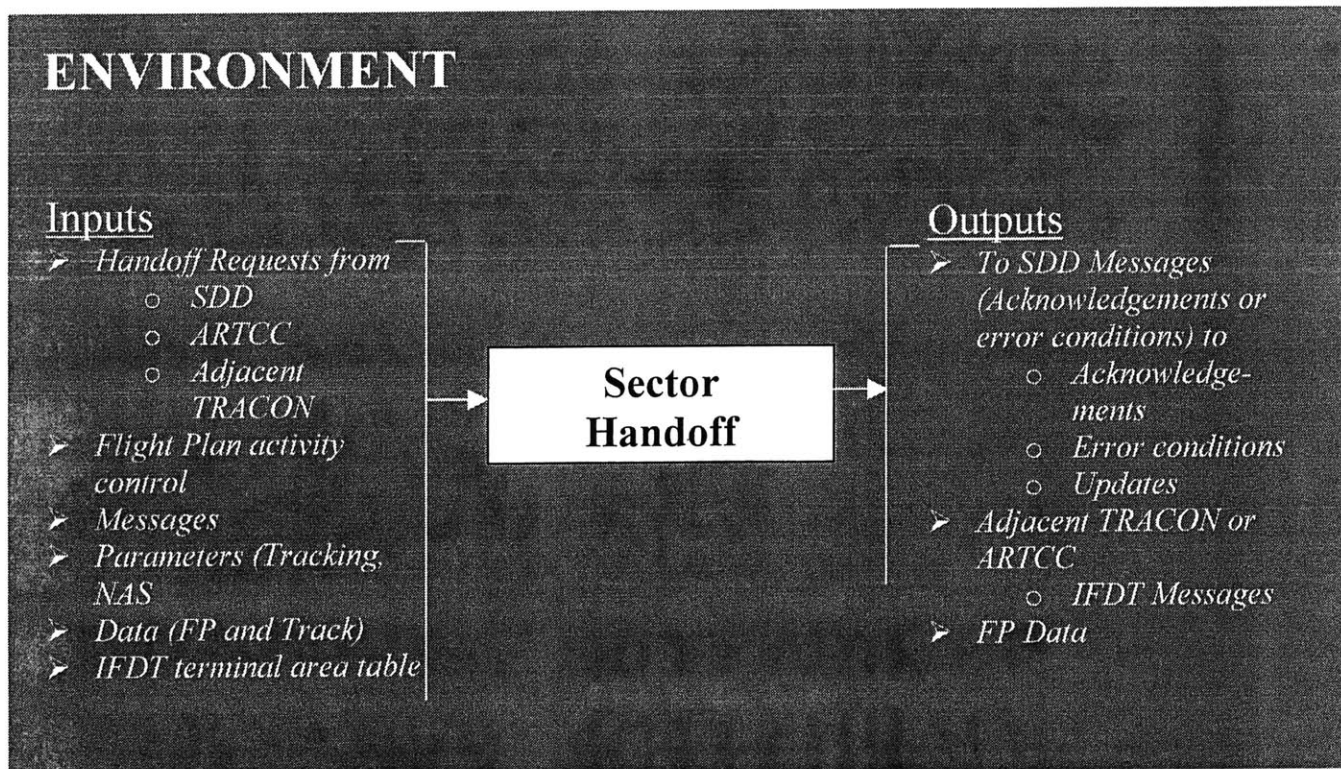 ENVIRONMENT
Inputs
➢ Handoff Requests from
o SDD
o ARTCC
o Adjacent
TRACON
➢ Flight Plan activity
control
➢ Messages
➢ Parameters (Tracking,
NAS
➢ Data (FP and Track)
➢ IFDT terminal area table
Sector
Handoff
Outputs
➢ To SDD Messages
(Acknowledgements or
error conditions) to
o Acknowledge-
ments
o Error conditions
o Updates
➢ Adjacent TRACON or
ARTCC
o IFDT Messages
➢ FP Data